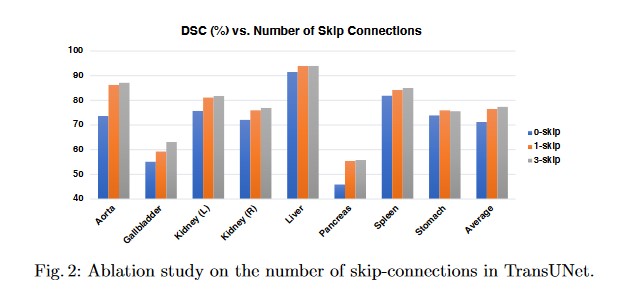 DSC (%) vs. Number of Skip Connections
100
90
80
70
60
50
40
Aorta
Gallbladder
Kidney (L)
Kidney (R)
Liver
Pancreas
Spleen
Stomach
Average
0-skip
1-skip
3-skip
Fig. 2: Ablation study on the number of skip-connections in TransUNet.